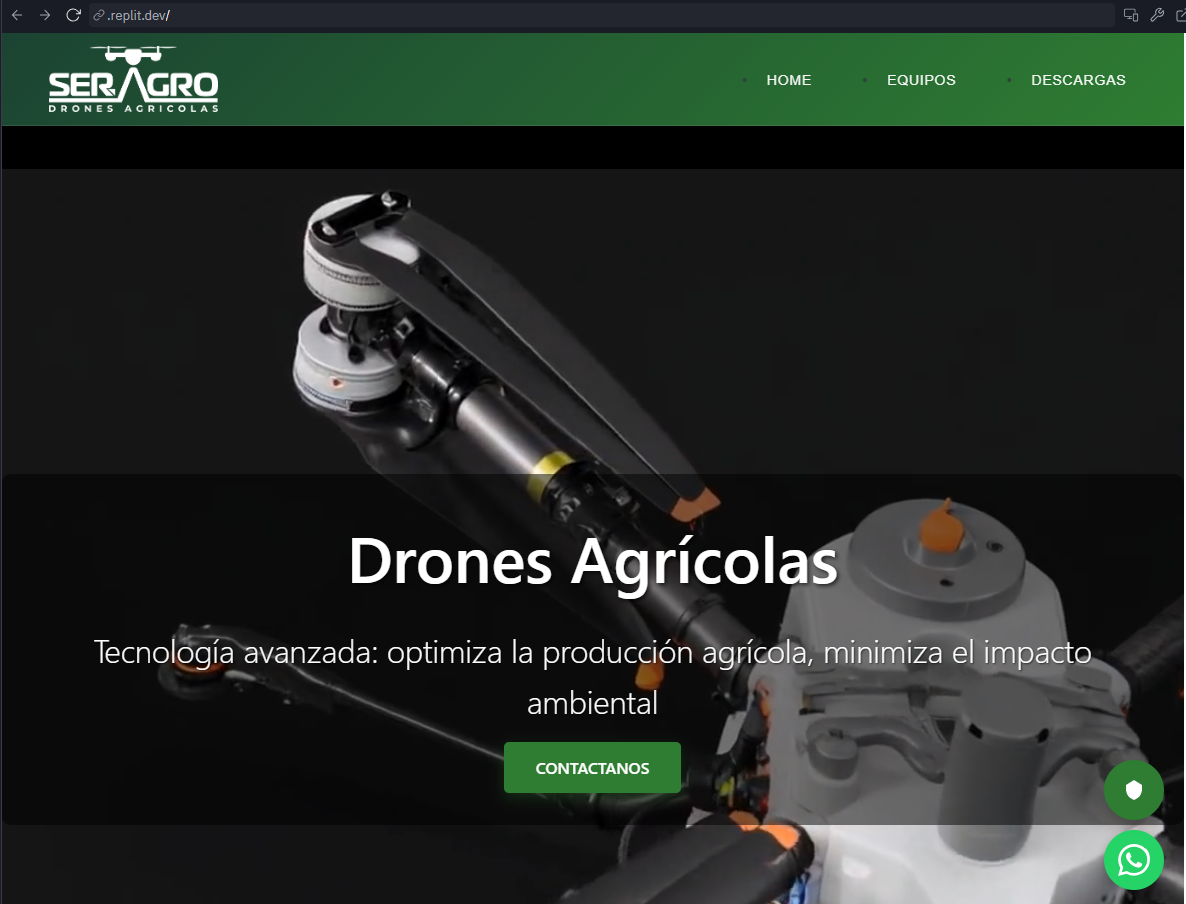 .replit.dev/
SERAGRO
DRONES AGRICOLAS
HOME
EQUIPOS
DESCARGAS
Drones Agrícolas
Tecnología avanzada: optimiza la producción agrícola, minimiza el impacto
ambiental
CONTACTANOS